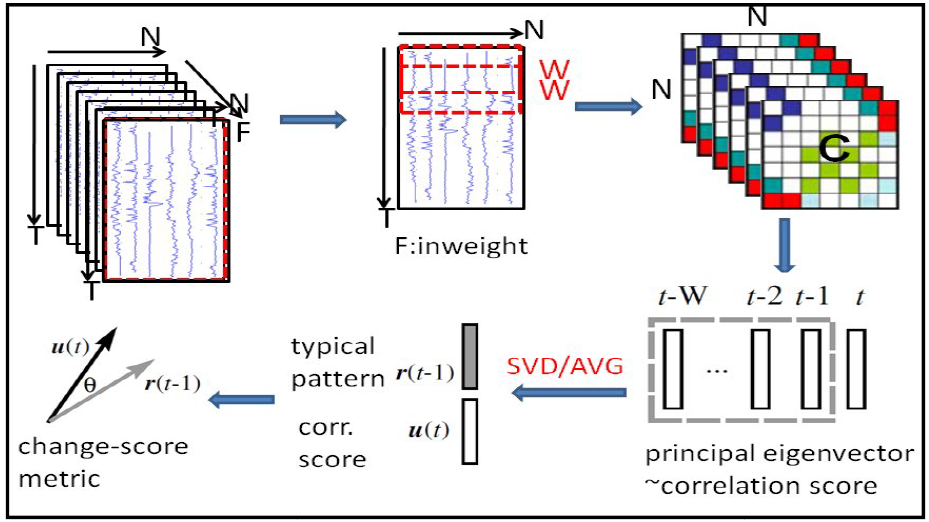 N
N
F
T
T
N
W
W
T
F:inweight
N
N
C
t-W t-2 t-1 t
...
principal eigenvector
~correlation score
SVD/AVG
typical
pattern r(t-1)
corr. u(t)
score
u(t)
θ r(t-1)
change-score
metric